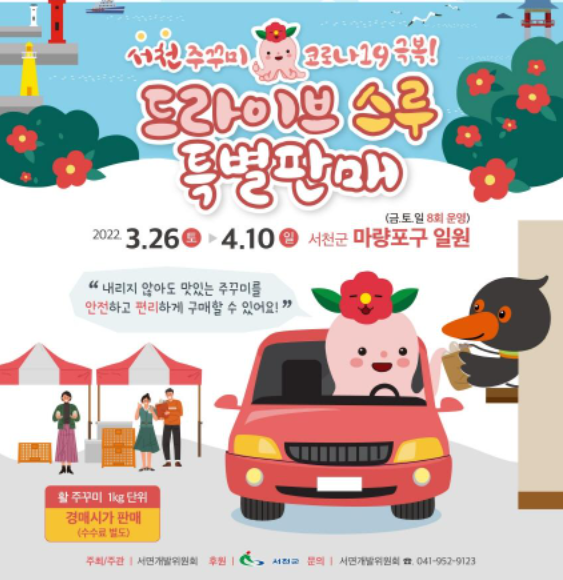 서천 주꾸미 코로나19 극복!
드라이브 스루
특별판매
(금.토.일 8회 운영)
2022. 3.26 토 ▶ 4.10 일 서천군 마량포구 일원
“ 내리지 않아도 맛있는 주꾸미를
안전하고 편리하게 구매할 수 있어요! ”
활 주꾸미 1kg 단위
경매시가 판매
(수수료 별도)
주최/주관 | 서면개발위원회 후원 | 서천군 문의 | 서면개발위원회 ☎ 041-952-9123